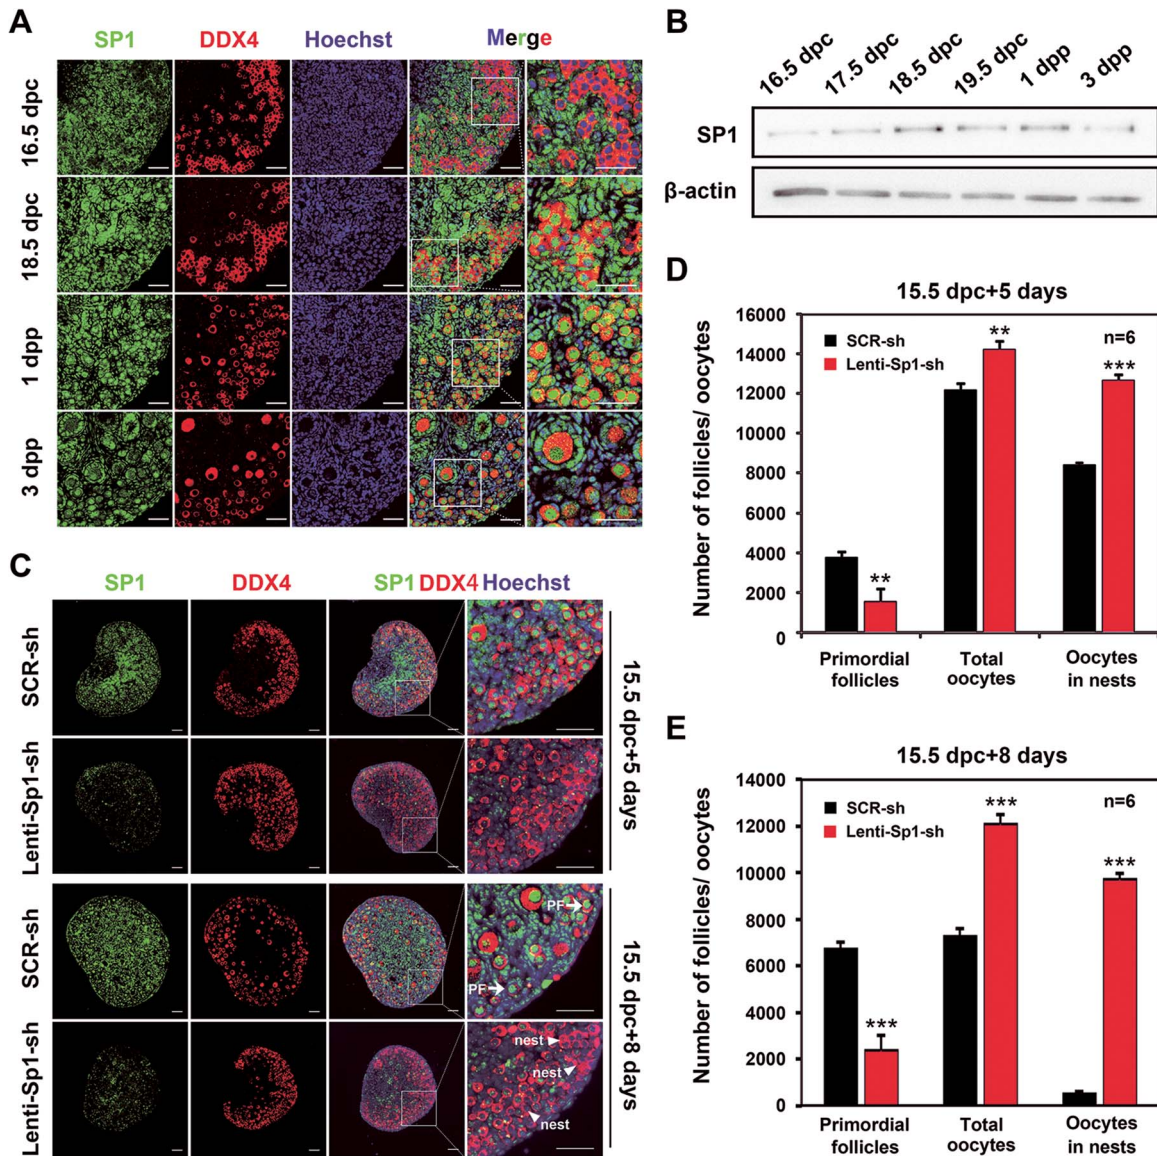 A
SP1 DDX4 Hoechst Merge
16.5 dpc
18.5 dpc
1 dpp
3 dpp
B
16.5 dpc 17.5 dpc 18.5 dpc 19.5 dpc 1 dpp 3 dpp
SP1
β-actin
C
SP1 DDX4 SP1 DDX4 Hoechst
SCR-sh
Lenti-Sp1-sh
15.5 dpc+5 days
SCR-sh
PF
PF
Lenti-Sp1-sh
nest
nest
nest
15.5 dpc+8 days
D
15.5 dpc+5 days
Number of follicles/ oocytes
16000
14000
12000
10000
8000
6000
4000
2000
0
SCR-sh
Lenti-Sp1-sh
n=6
**
**
***
Primordial follicles
Total oocytes
Oocytes in nests
E
15.5 dpc+8 days
Number of follicles/ oocytes
14000
12000
10000
8000
6000
4000
2000
0
SCR-sh
Lenti-Sp1-sh
n=6
***
***
***
Primordial follicles
Total oocytes
Oocytes in nests